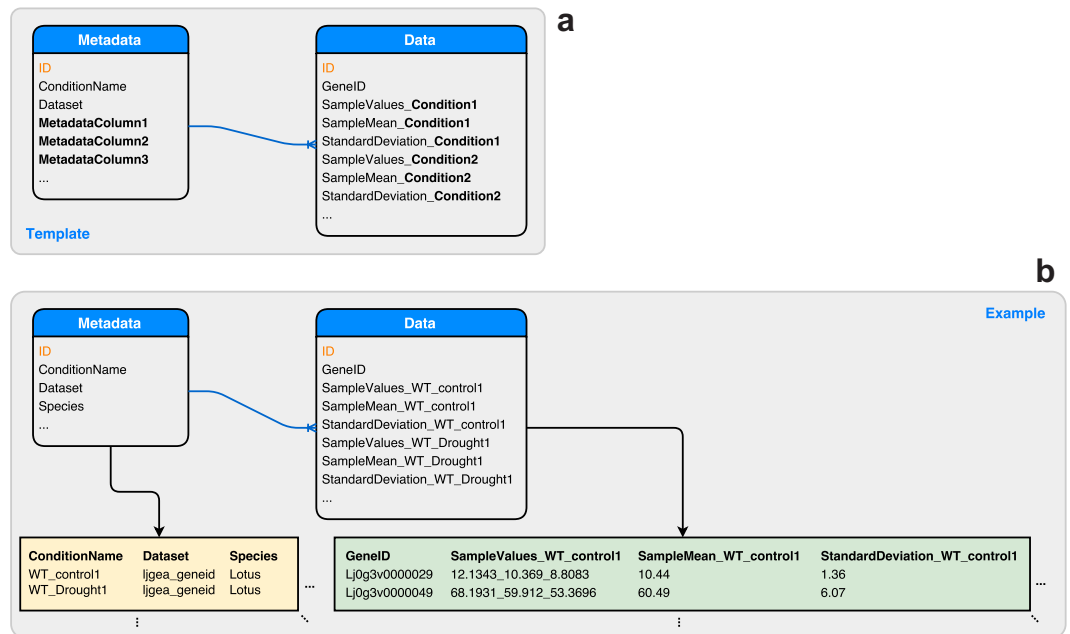 a
Metadata
ID
ConditionName
Dataset
MetadataColumn1
MetadataColumn2
MetadataColumn3
...
Data
ID
GeneID
SampleValues_Condition1
SampleMean_Condition1
StandardDeviation_Condition1
SampleValues_Condition2
SampleMean_Condition2
StandardDeviation_Condition2
...
Template
b
Example
Metadata
ID
ConditionName
Dataset
Species
...
Data
ID
GeneID
SampleValues_WT_control1
SampleMean_WT_control1
StandardDeviation_WT_control1
SampleValues_WT_Drought1
SampleMean_WT_Drought1
StandardDeviation_WT_Drought1
...
ConditionName Dataset Species
WT_control1 ljgea_geneid Lotus
WT_Drought1 ljgea_geneid Lotus
...
GeneID SampleValues_WT_control1 SampleMean_WT_control1 StandardDeviation_WT_control1
Lj0g3v0000029 12.1343_10.369_8.8083 10.44 1.36
Lj0g3v0000049 68.1931_59.912_53.3696 60.49 6.07
...